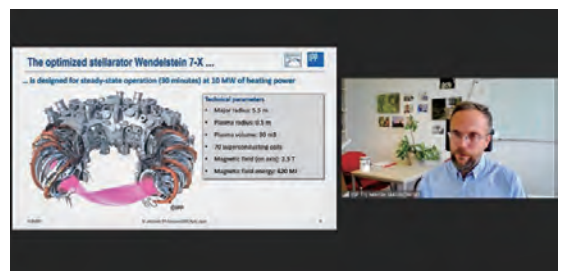 The optimized stellarator Wendelstein 7-X ...
... is designed for steady-state operation (30 minutes) at 10 MW of heating power
Technical parameters
• Major radius: 5.5 m
• Plasma radius: 0.5 m
• Plasma volume: 30 m3
• 70 superconducting coils
• Magnetic field (on axis): 2.5 T
• Magnetic field energy: 620 MJ